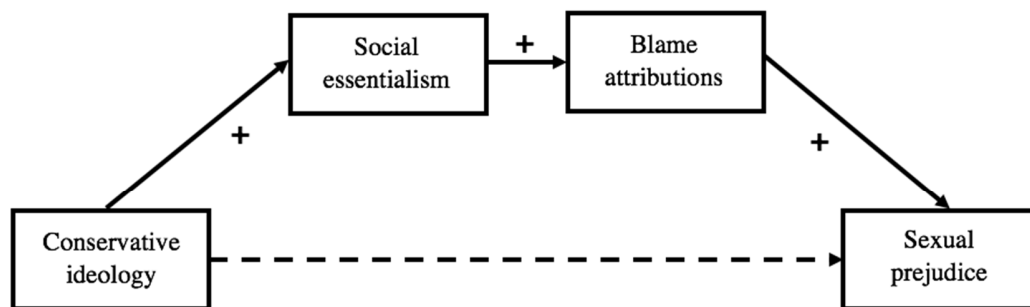 Social
essentialism
+
Blame
attributions
+
+
Conservative
ideology
Sexual
prejudice